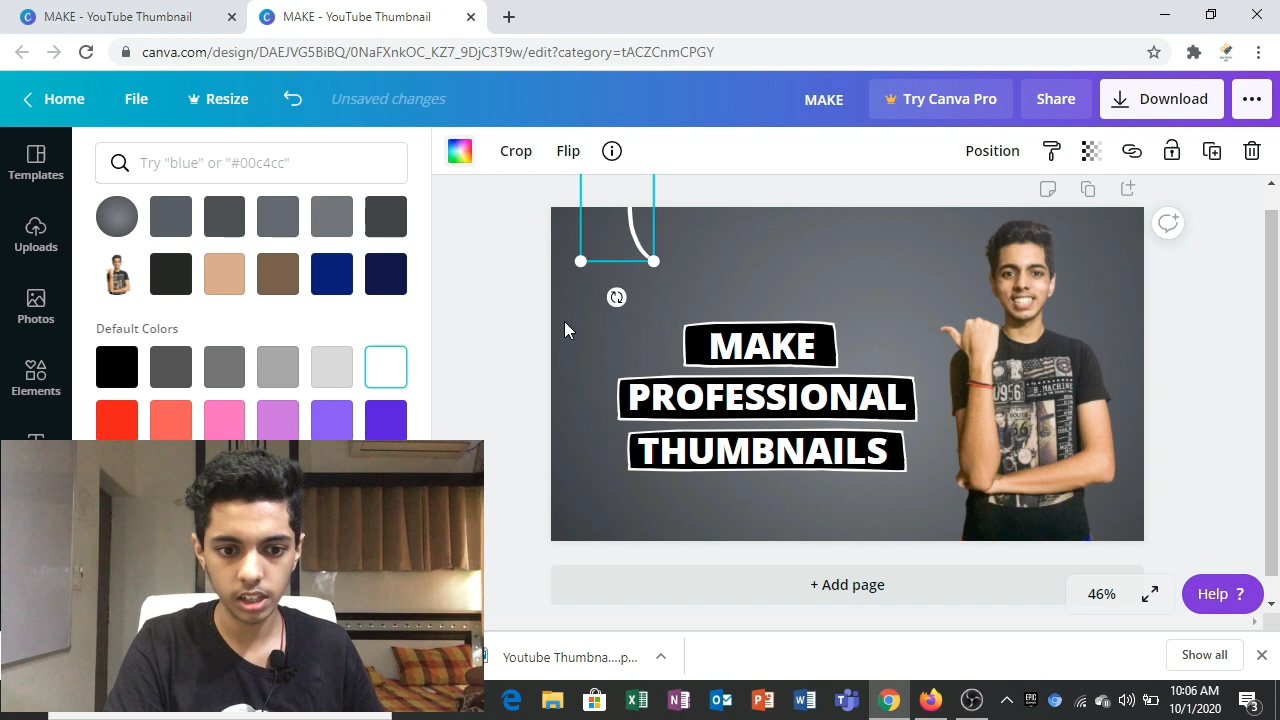 MAKE - YouTube Thumbnail
MAKE - YouTube Thumbnail
canva.com/design/DAEJVG5BiBQ/0NaFXnkOC_KZ7_9DjC3T9w/edit?category=tACZCnmCPGY
Home File Resize Unsaved changes MAKE Try Canva Pro Share Download
Templates
Uploads
Photos
Elements
Try "blue" or "#00c4cc"
Default Colors
Crop Flip Position
MAKE
PROFESSIONAL
THUMBNAILS
B.MACHINE
+ Add page
46%
Help ?
Youtube Thumbna....p...
Show all
10:06 AM
10/1/2020
3